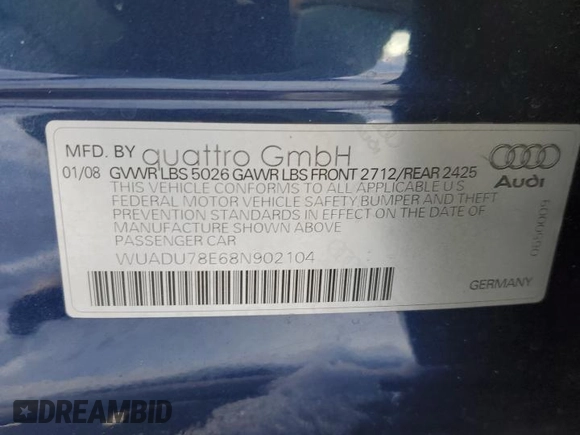 MFD. BY quattro GmbH
01/08 GVWR LBS 5026 GAWR LBS FRONT 2712/REAR 2425
THIS VEHICLE CONFORMS TO ALL APPLICABLE U S
FEDERAL MOTOR VEHICLE SAFETY BUMPER AND THEFT
PREVENTION STANDARDS IN EFFECT ON THE DATE OF
MANUFACTURE SHOWN ABOVE
PASSENGER CAR
WUADU78E68N902104
Audi
GERMANY
DREAMBID